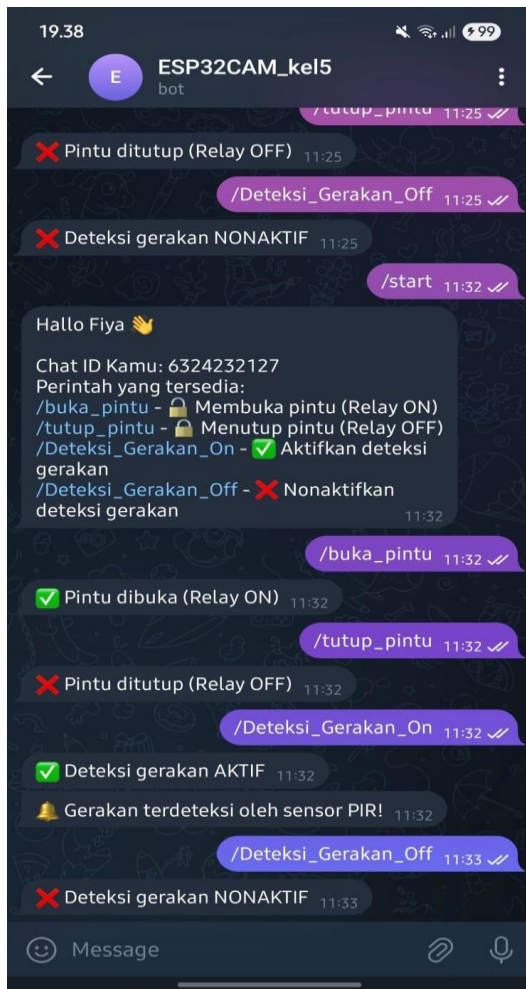 19.38
99
E
ESP32CAM_kel5
bot
/tutup_pintu 11:25
❌ Pintu ditutup (Relay OFF) 11:25
/Deteksi_Gerakan_Off 11:25
❌ Deteksi gerakan NONAKTIF 11:25
/start 11:32
Hallo Fiya 👋
Chat ID Kamu: 6324232127
Perintah yang tersedia:
/buka_pintu - 🔓 Membuka pintu (Relay ON)
/tutup_pintu - 🔒 Menutup pintu (Relay OFF)
/Deteksi_Gerakan_On - ✅ Aktifkan deteksi
gerakan
/Deteksi_Gerakan_Off - ❌ Nonaktifkan
deteksi gerakan 11:32
/buka_pintu 11:32
✅ Pintu dibuka (Relay ON) 11:32
/tutup_pintu 11:32
❌ Pintu ditutup (Relay OFF) 11:32
/Deteksi_Gerakan_On 11:32
✅ Deteksi gerakan AKTIF 11:32
🔔 Gerakan terdeteksi oleh sensor PIR! 11:32
/Deteksi_Gerakan_Off 11:33
❌ Deteksi gerakan NONAKTIF 11:33
Message